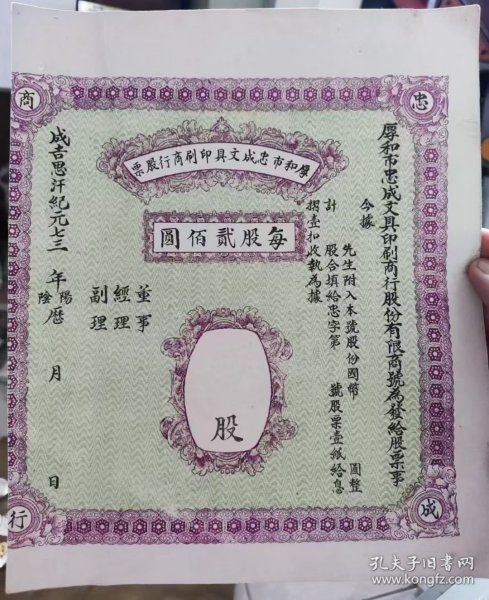 忠
成
商
行
厚和市忠成文具印刷商行股票
每股貳佰圓
厚和市忠成文具印刷商行股份有限商號為發給股票事
今據
先生附入本號股份國幣 圓整
計
股合填給忠字第 號股票壹紙給息
摺壹扣收執為據
董事
經理
副理
股
成吉思汗紀元七三 年 陽陰曆 月 日
孔夫子旧书网
www.kongfz.com